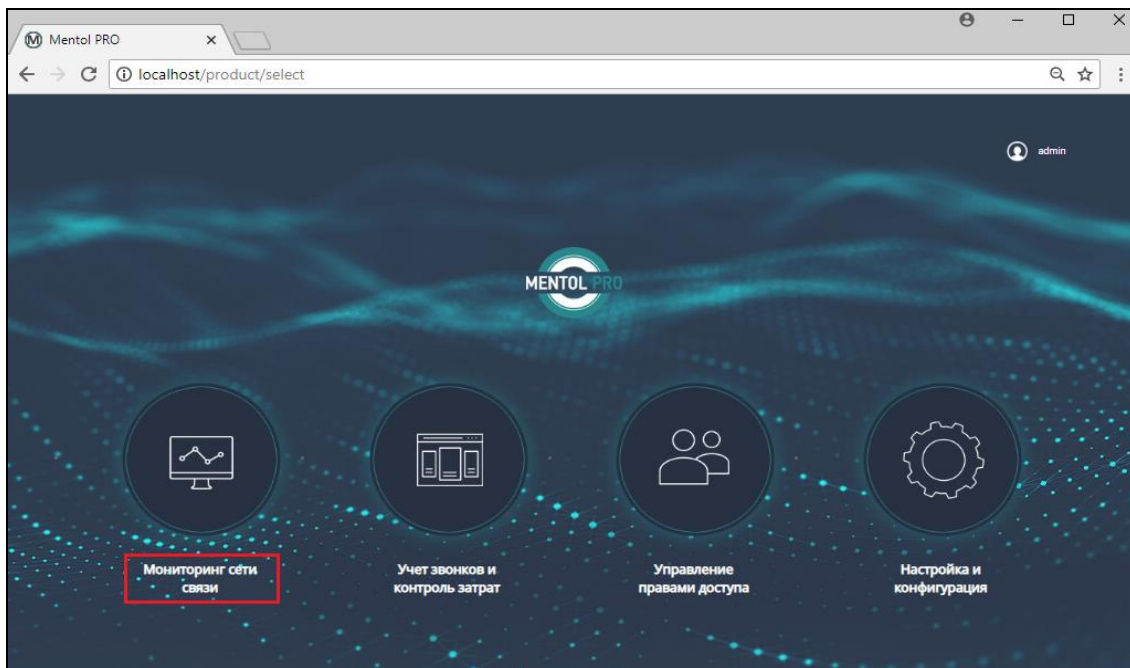 Mentol PRO
localhost/product/select
admin
MENTOL PRO
Мониторинг сети
связи
Учет звонков и
контроль затрат
Управление
правами доступа
Настройка и
конфигурация